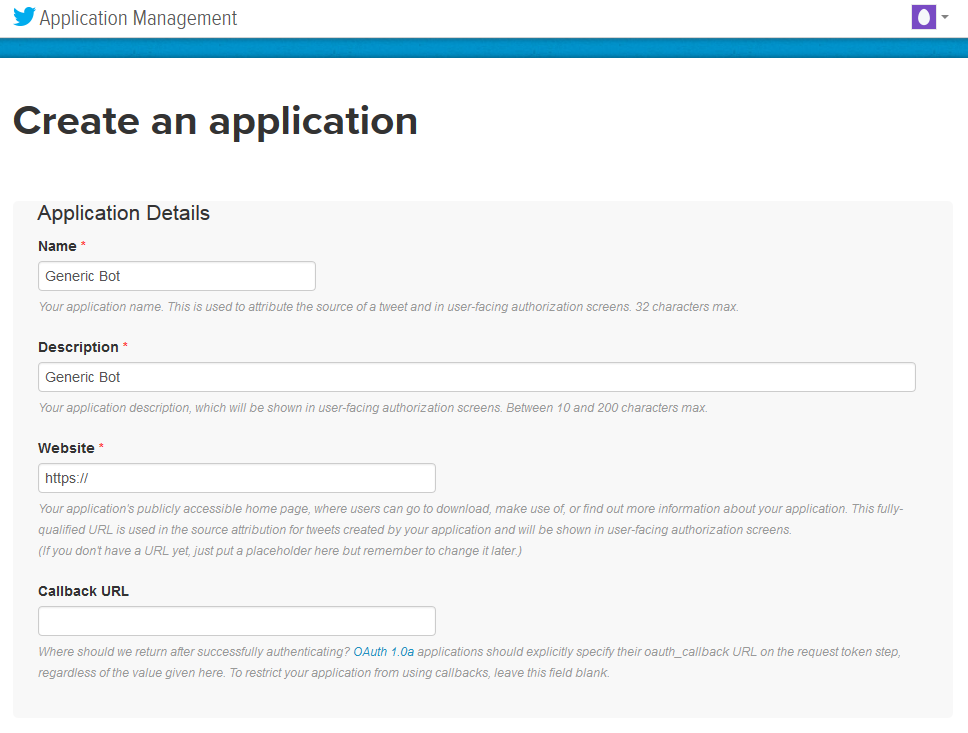 Application Management
Create an application
Application Details
Name *
Generic Bot
Your application name. This is used to attribute the source of a tweet and in user-facing authorization screens. 32 characters max.
Description *
Generic Bot
Your application description, which will be shown in user-facing authorization screens. Between 10 and 200 characters max.
Website *
https://
Your application's publicly accessible home page, where users can go to download, make use of, or find out more information about your application. This fully-
qualified URL is used in the source attribution for tweets created by your application and will be shown in user-facing authorization screens.
(If you don't have a URL yet, just put a placeholder here but remember to change it later.)
Callback URL
Where should we return after successfully authenticating? OAuth 1.0a applications should explicitly specify their oauth_callback URL on the request token step,
regardless of the value given here. To restrict your application from using callbacks, leave this field blank.